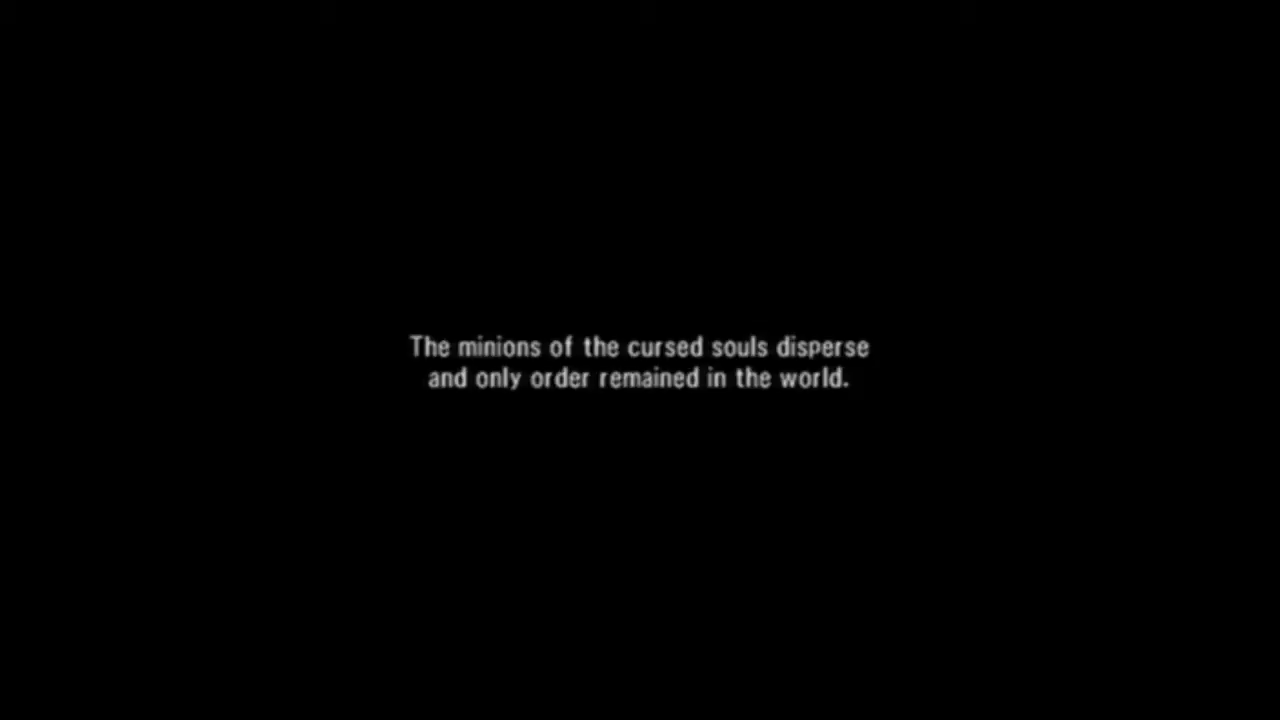 The minions of the cursed souls disperse
and only order remained in the world.